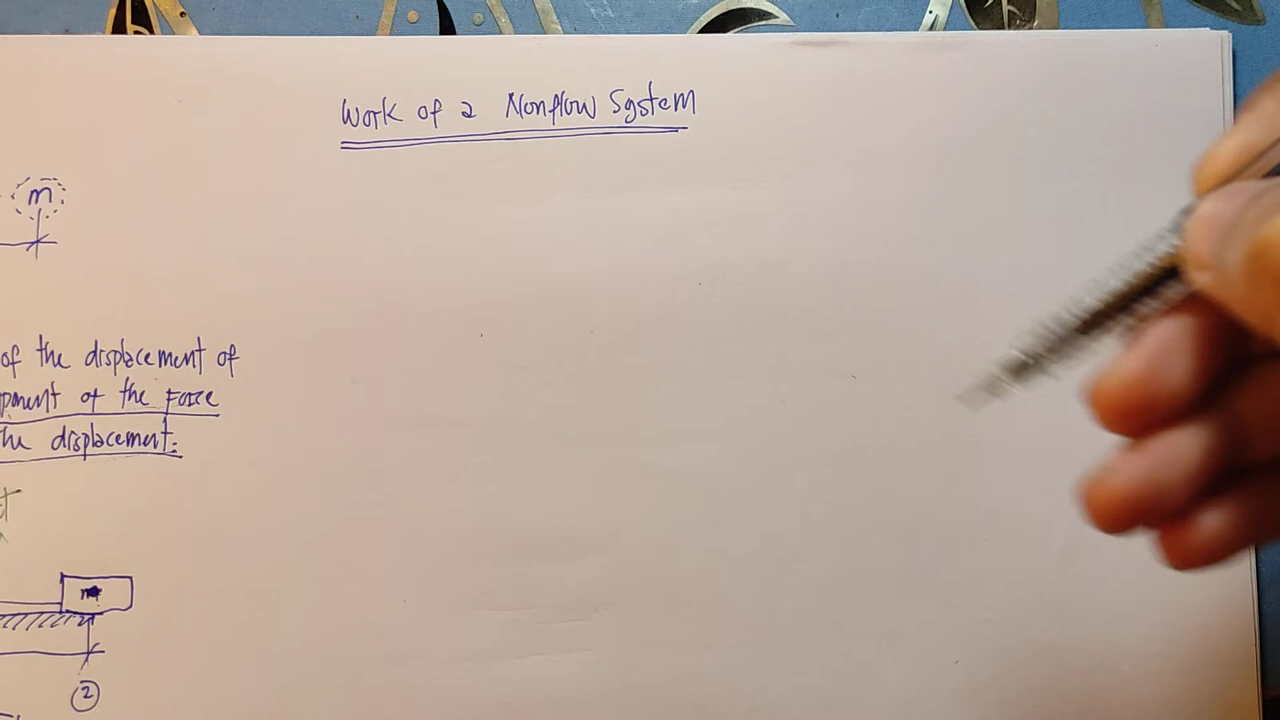 Work of a Nonflow System
m
of the displacement of
ponent of the Force
the displacement.
m
2